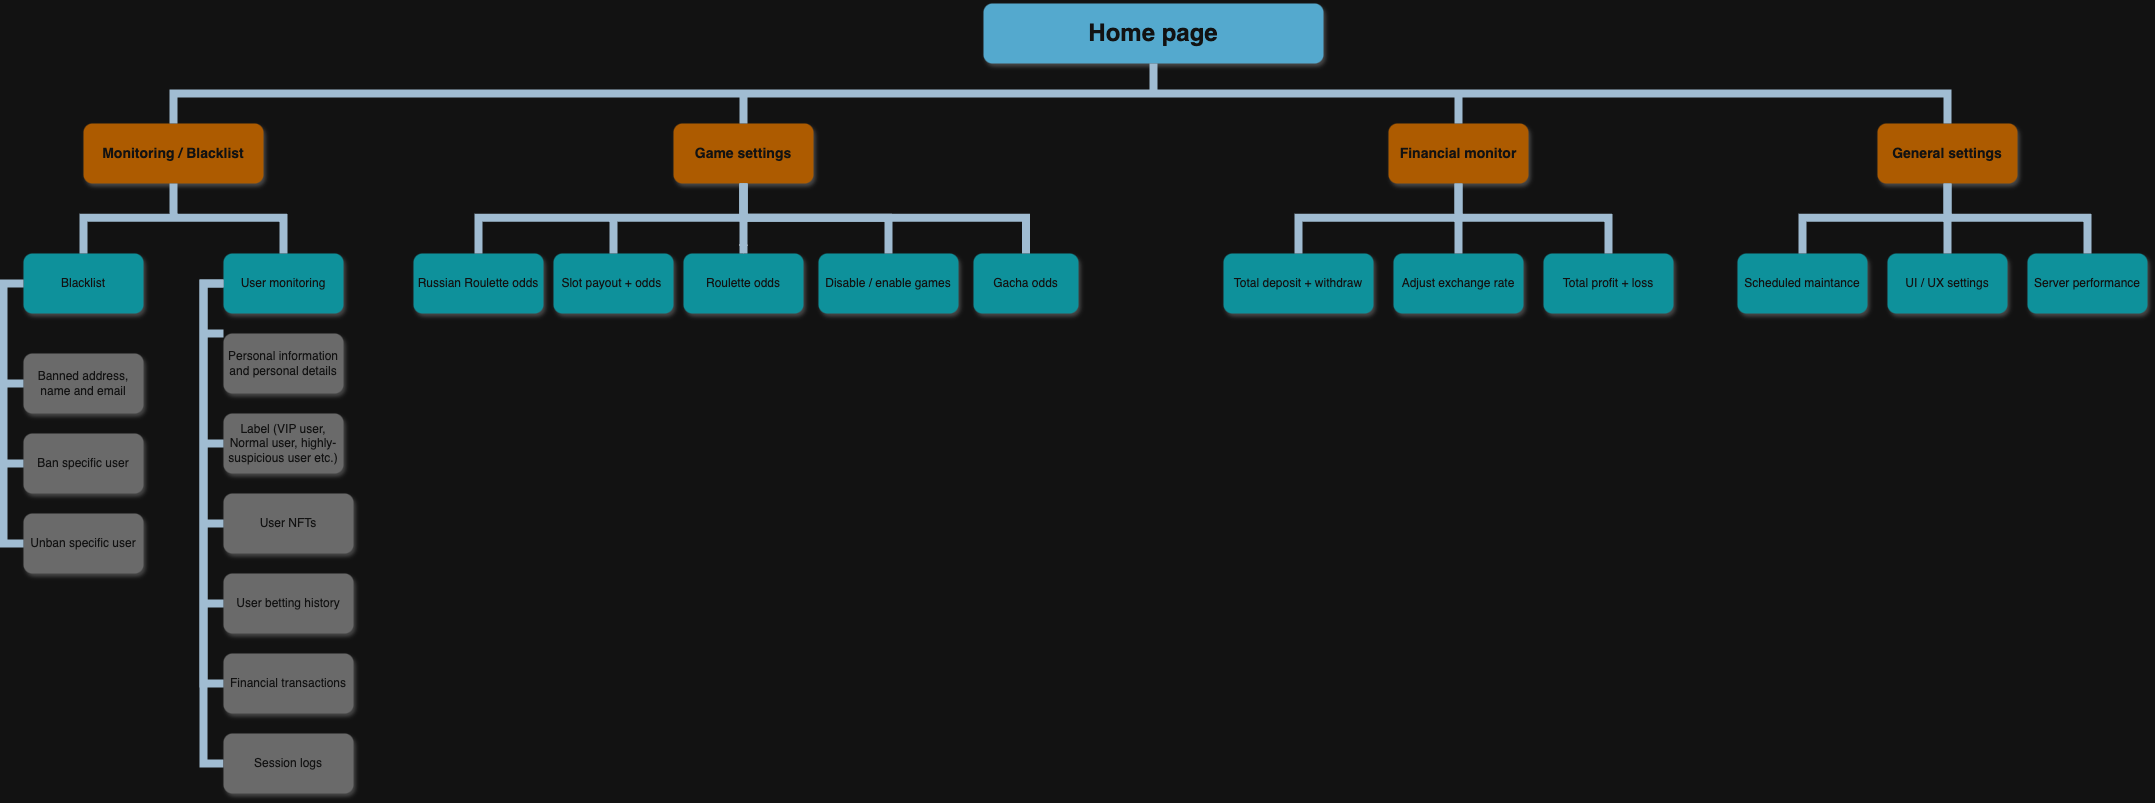 Home page
Monitoring / Blacklist
Game settings
Financial monitor
General settings
Blacklist
User monitoring
Russian Roulette odds
Slot payout + odds
Roulette odds
Disable / enable games
Gacha odds
Total deposit + withdraw
Adjust exchange rate
Total profit + loss
Scheduled maintance
UI / UX settings
Server performance
Banned address,
name and email
Ban specific user
Unban specific user
Personal information
and personal details
Label (VIP user,
Normal user, highly-
suspicious user etc.)
User NFTs
User betting history
Financial transactions
Session logs